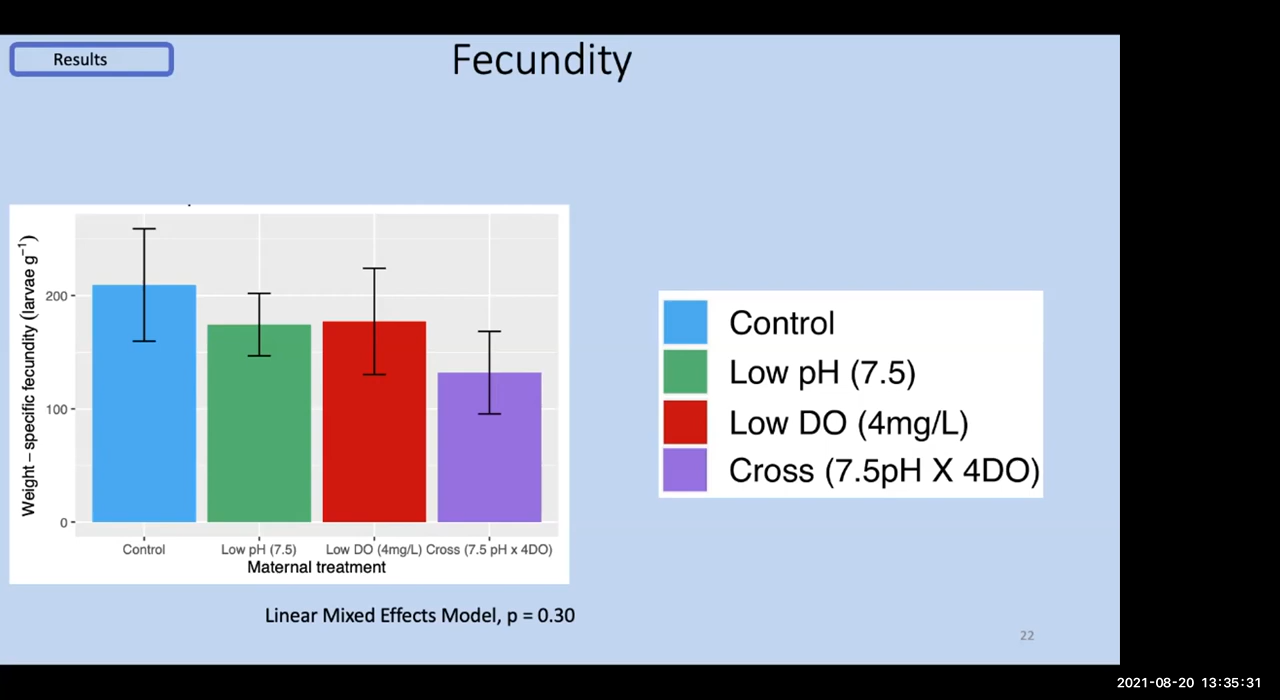 Results
Fecundity
Weight – specific fecundity (larvae g⁻¹)
200
100
0
Control
Low pH (7.5)
Low DO (4mg/L)
Cross (7.5 pH x 4DO)
Maternal treatment
Control
Low pH (7.5)
Low DO (4mg/L)
Cross (7.5pH X 4DO)
Linear Mixed Effects Model, p = 0.30
22
2021-08-20 13:35:31